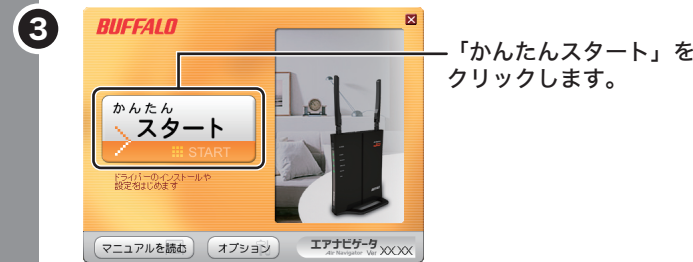 3
BUFFALO
「かんたんスタート」を
クリックします。
かんたん
スタート
START
ドライバーのインストールや
設定をはじめます
マニュアルを読む
オプション
エアナビゲータ
Air Navigator Ver XX.XX